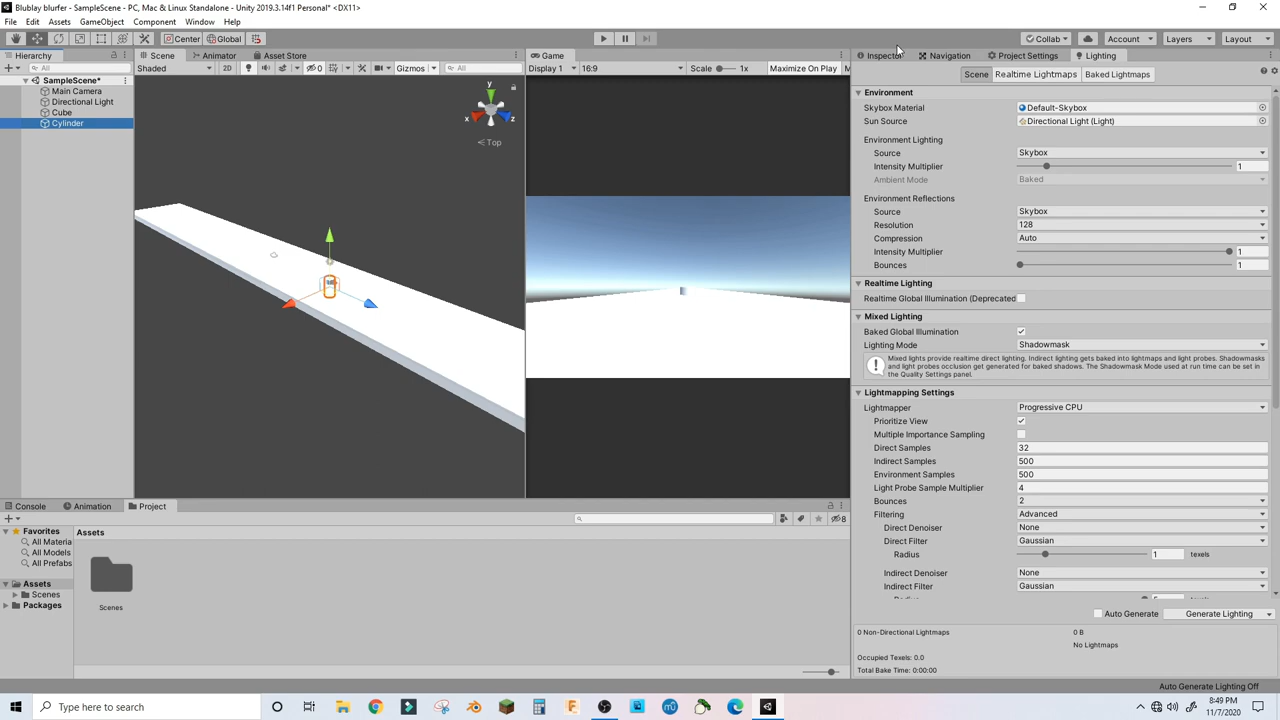 Blublay blurfer - SampleScene - PC, Mac & Linux Standalone - Unity 2019.3.14f1 Personal* <DX11>
File Edit Assets GameObject Component Window Help
Center Global Collab Account Layers Layout
Hierarchy
All
SampleScene*
Main Camera
Directional Light
Cube
Cylinder
Scene Animator Asset Store
Shaded 2D 0 Gizmos All
y
x z
Top
Game
Display 1 16:9 Scale 1x Maximize On Play M
Inspector Navigation Project Settings Lighting
Scene Realtime Lightmaps Baked Lightmaps
Environment
Skybox Material Default-Skybox
Sun Source Directional Light (Light)
Environment Lighting
Source Skybox
Intensity Multiplier 1
Ambient Mode Baked
Environment Reflections
Source Skybox
Resolution 128
Compression Auto
Intensity Multiplier 1
Bounces 1
Realtime Lighting
Realtime Global Illumination (Deprecated
Mixed Lighting
Baked Global Illumination
Lighting Mode Shadowmask
Mixed lights provide realtime direct lighting. Indirect lighting gets baked into lightmaps and light probes. Shadowmasks
and light probes occlusion get generated for baked shadows. The Shadowmask Mode used at run time can be set in
the Quality Settings panel.
Lightmapping Settings
Lightmapper Progressive CPU
Prioritize View
Multiple Importance Sampling
Direct Samples 32
Indirect Samples 500
Environment Samples 500
Light Probe Sample Multiplier 4
Bounces 2
Filtering Advanced
Direct Denoiser None
Direct Filter Gaussian
Radius 1 texels
Indirect Denoiser None
Indirect Filter Gaussian
Auto Generate Generate Lighting
0 Non-Directional Lightmaps 0 B
No Lightmaps
Occupied Texels: 0.0
Total Bake Time: 0:00:00
Auto Generate Lighting Off
Console Animation Project
8
Favorites
All Materia
All Models
All Prefabs
Assets
Scenes
Packages
Assets
Scenes
Type here to search
8:49 PM
11/7/2020